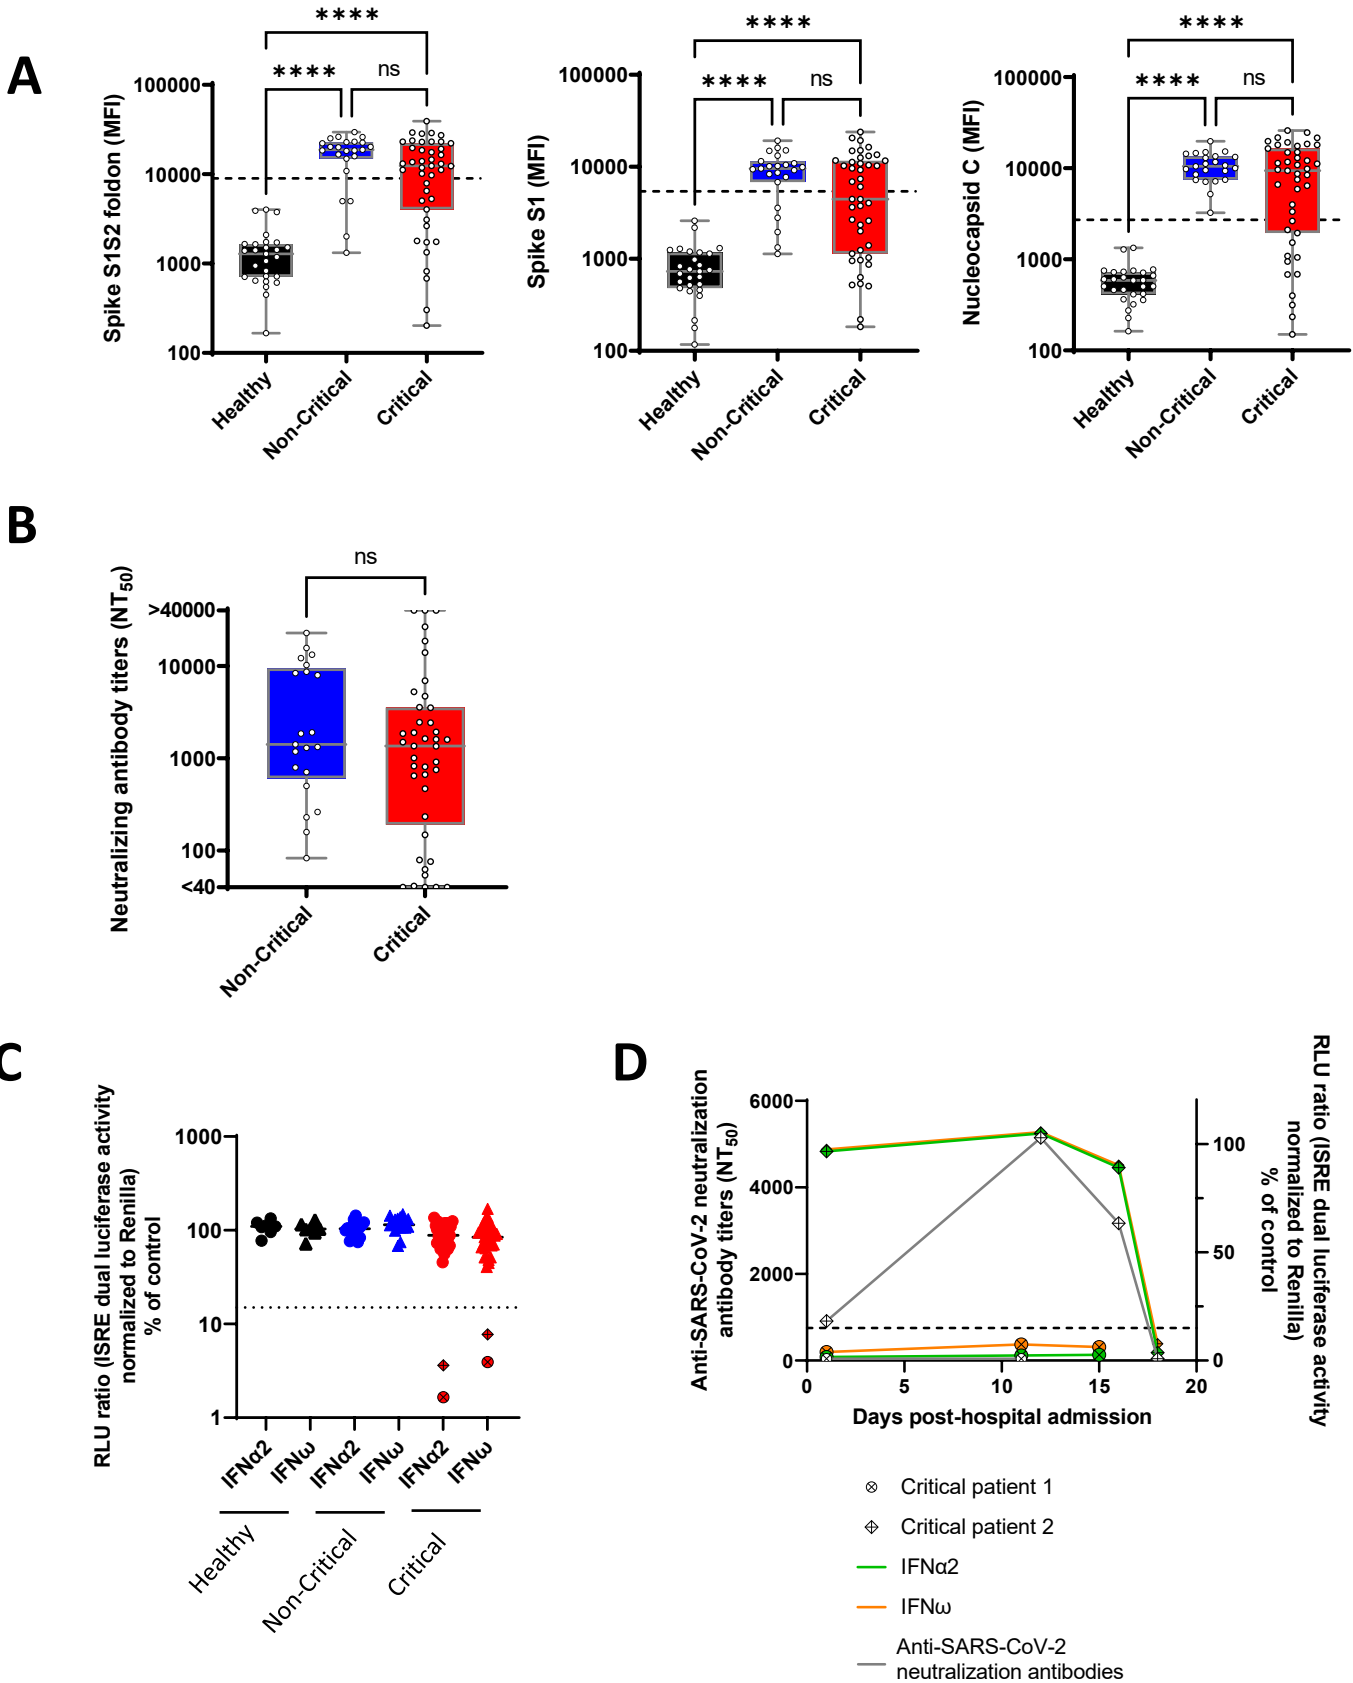 A
Spike S1S2 foldon (MFI)
100000
10000
1000
100
****
****
ns
Healthy
Non-Critical
Critical
Spike S1 (MFI)
100000
10000
1000
100
****
****
ns
Healthy
Non-Critical
Critical
Nucleocapsid C (MFI)
100000
10000
1000
100
****
****
ns
Healthy
Non-Critical
Critical
B
Neutralizing antibody titers (NT50)
>40000
10000
1000
100
<40
ns
Non-Critical
Critical
C
RLU ratio (ISRE dual luciferase activity
normalized to Renilla)
% of control
1000
100
10
1
IFNα2
IFNω
IFNα2
IFNω
IFNα2
IFNω
Healthy
Non-Critical
Critical
D
Anti-SARS-CoV-2 neutralization
antibody titers (NT50)
6000
4000
2000
0
0
5
10
15
20
Days post-hospital admission
100
50
0
RLU ratio (ISRE dual luciferase activity
normalized to Renilla)
% of control
Critical patient 1
Critical patient 2
IFNα2
IFNω
Anti-SARS-CoV-2
neutralization antibodies